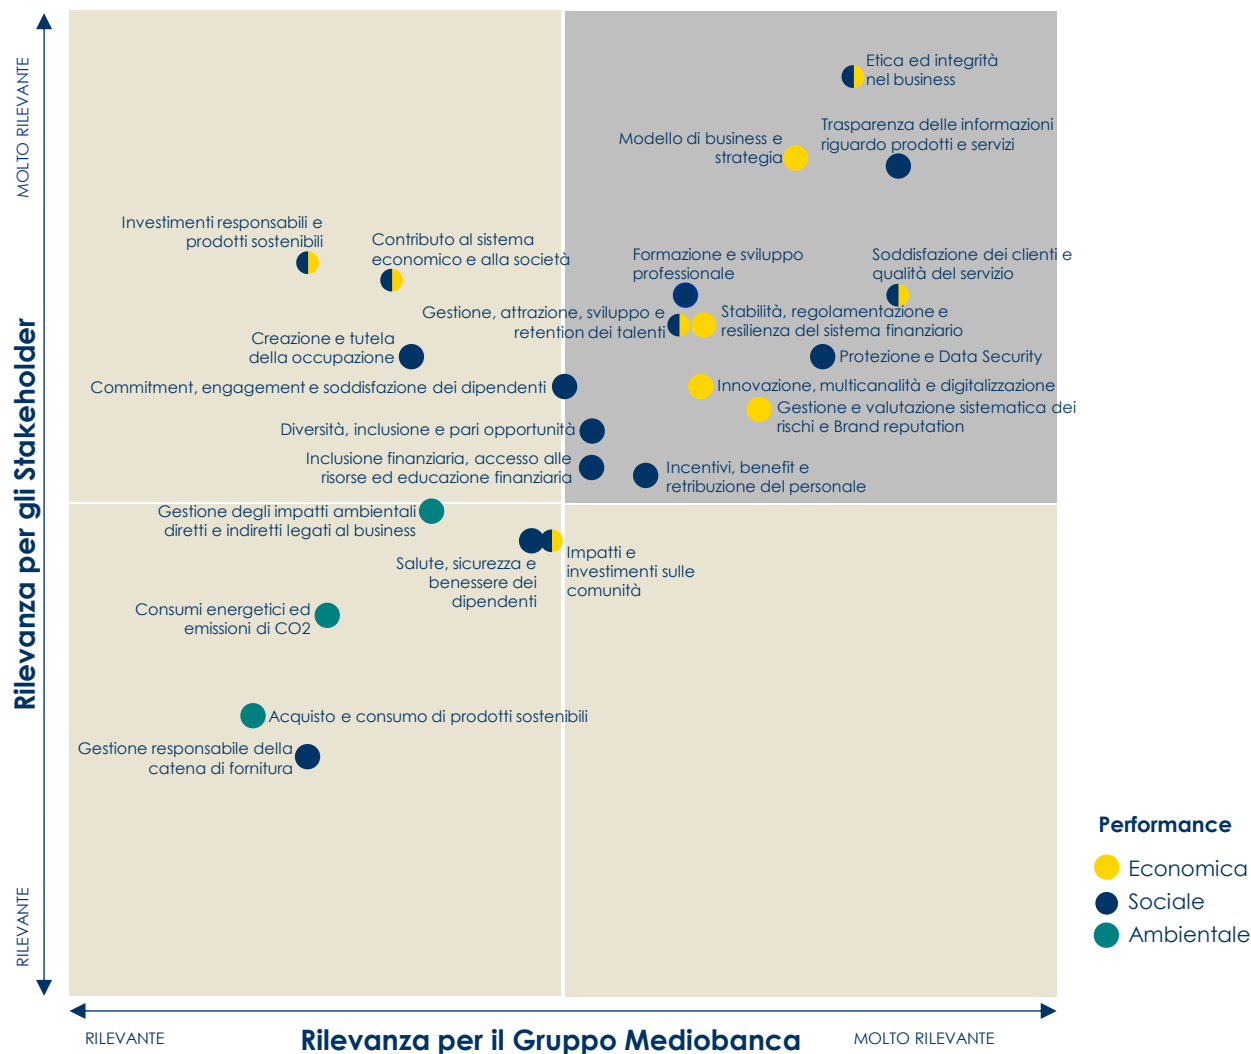 MOLTO RILEVANTE
Rilevanza per gli Stakeholder
RILEVANTE
Etica ed integrità
nel business
Trasparenza delle informazioni
riguardo prodotti e servizi
Modello di business e
strategia
Investimenti responsabili e
prodotti sostenibili
Contributo al sistema
economico e alla società
Formazione e sviluppo
professionale
Soddisfazione dei clienti e
qualità del servizio
Gestione, attrazione, sviluppo e
retention dei talenti
Stabilità, regolamentazione e
resilienza del sistema finanziario
Creazione e tutela
della occupazione
Protezione e Data Security
Commitment, engagement e soddisfazione dei dipendenti
Innovazione, multicanalità e digitalizzazione
Gestione e valutazione sistematica dei
rischi e Brand reputation
Diversità, inclusione e pari opportunità
Inclusione finanziaria, accesso alle
risorse ed educazione finanziaria
Incentivi, benefit e
retribuzione del personale
Gestione degli impatti ambientali
diretti e indiretti legati al business
Salute, sicurezza e
benessere dei
dipendenti
Impatti e
investimenti sulle
comunità
Consumi energetici ed
emissioni di CO2
Acquisto e consumo di prodotti sostenibili
Gestione responsabile della
catena di fornitura
Performance
Economica
Sociale
Ambientale
RILEVANTE
Rilevanza per il Gruppo Mediobanca
MOLTO RILEVANTE